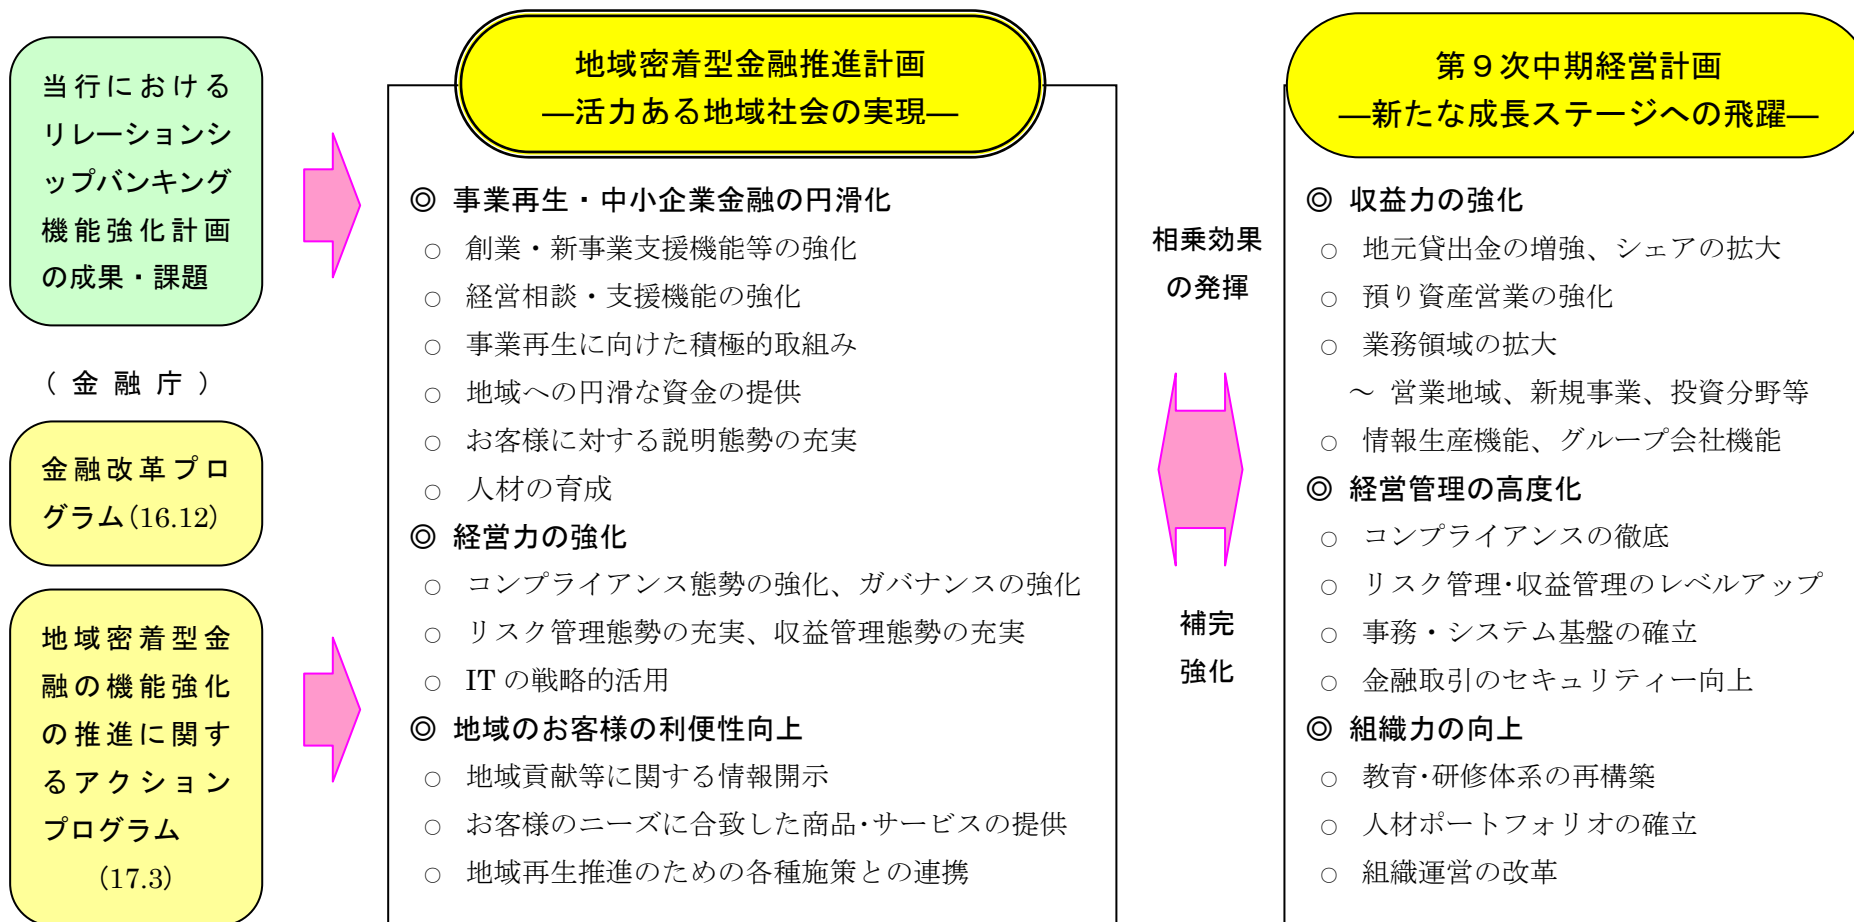 当行における
リレーションシ
ップバンキング
機能強化計画
の成果・課題
(金融庁)
金融改革プロ
グラム(16.12)
地域密着型金
融の機能強化
の推進に関す
るアクション
プログラム
(17.3)
地域密着型金融推進計画
―活力ある地域社会の実現―
◎ 事業再生・中小企業金融の円滑化
○ 創業・新事業支援機能等の強化
○ 経営相談・支援機能の強化
○ 事業再生に向けた積極的取組み
○ 地域への円滑な資金の提供
○ お客様に対する説明態勢の充実
○ 人材の育成
◎ 経営力の強化
○ コンプライアンス態勢の強化、ガバナンスの強化
○ リスク管理態勢の充実、収益管理態勢の充実
○ ITの戦略的活用
◎ 地域のお客様の利便性向上
○ 地域貢献等に関する情報開示
○ お客様のニーズに合致した商品・サービスの提供
○ 地域再生推進のための各種施策との連携
相乗効果
の発揮
補完
強化
第9次中期経営計画
―新たな成長ステージへの飛躍―
◎ 収益力の強化
○ 地元貸出金の増強、シェアの拡大
○ 預り資産営業の強化
○ 業務領域の拡大
～ 営業地域、新規事業、投資分野等
○ 情報生産機能、グループ会社機能
◎ 経営管理の高度化
○ コンプライアンスの徹底
○ リスク管理・収益管理のレベルアップ
○ 事務・システム基盤の確立
○ 金融取引のセキュリティー向上
◎ 組織力の向上
○ 教育・研修体系の再構築
○ 人材ポートフォリオの確立
○ 組織運営の改革